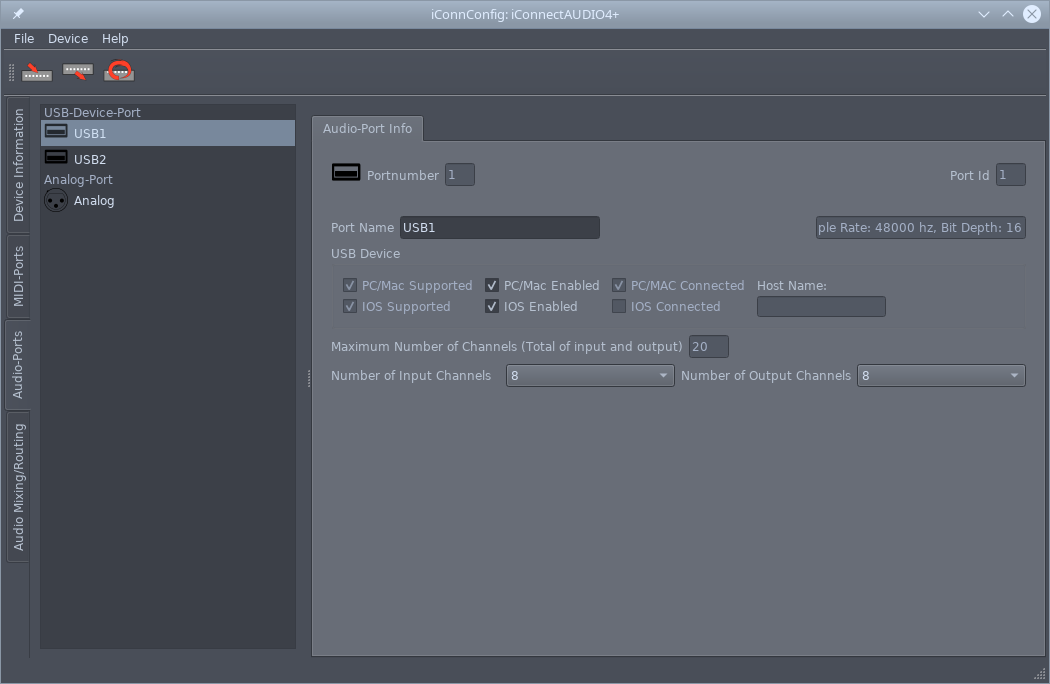 iConnConfig: iConnectAUDIO4+
File Device Help
Device Information
MIDI-Ports
Audio-Ports
Audio Mixing/Routing
USB-Device-Port
USB1
USB2
Analog-Port
Analog
Audio-Port Info
Portnumber 1 Port Id 1
Port Name USB1 ple Rate: 48000 hz, Bit Depth: 16
USB Device
PC/Mac Supported PC/Mac Enabled PC/MAC Connected Host Name:
IOS Supported IOS Enabled IOS Connected
Maximum Number of Channels (Total of input and output) 20
Number of Input Channels 8 Number of Output Channels 8